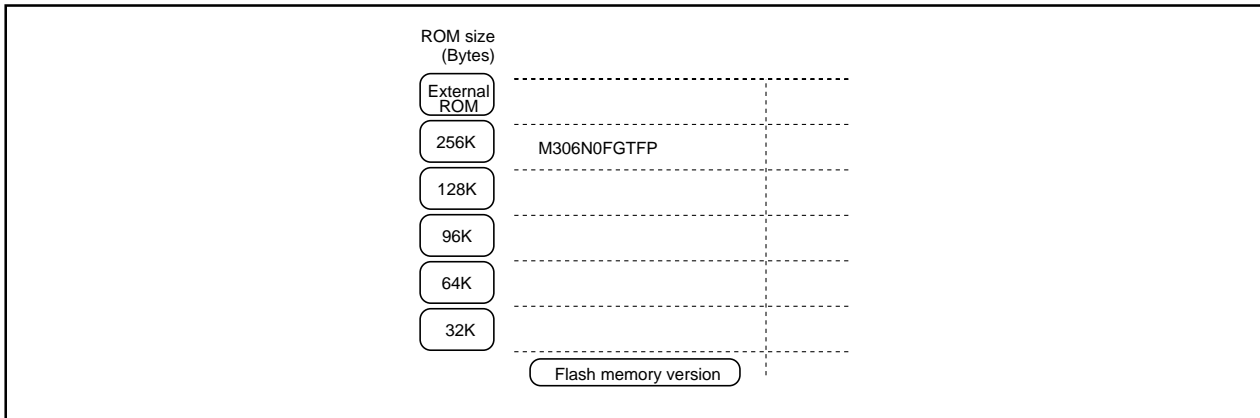 ROM size
(Bytes)
External
ROM
256K
M306N0FGTFP
128K
96K
64K
32K
Flash memory version